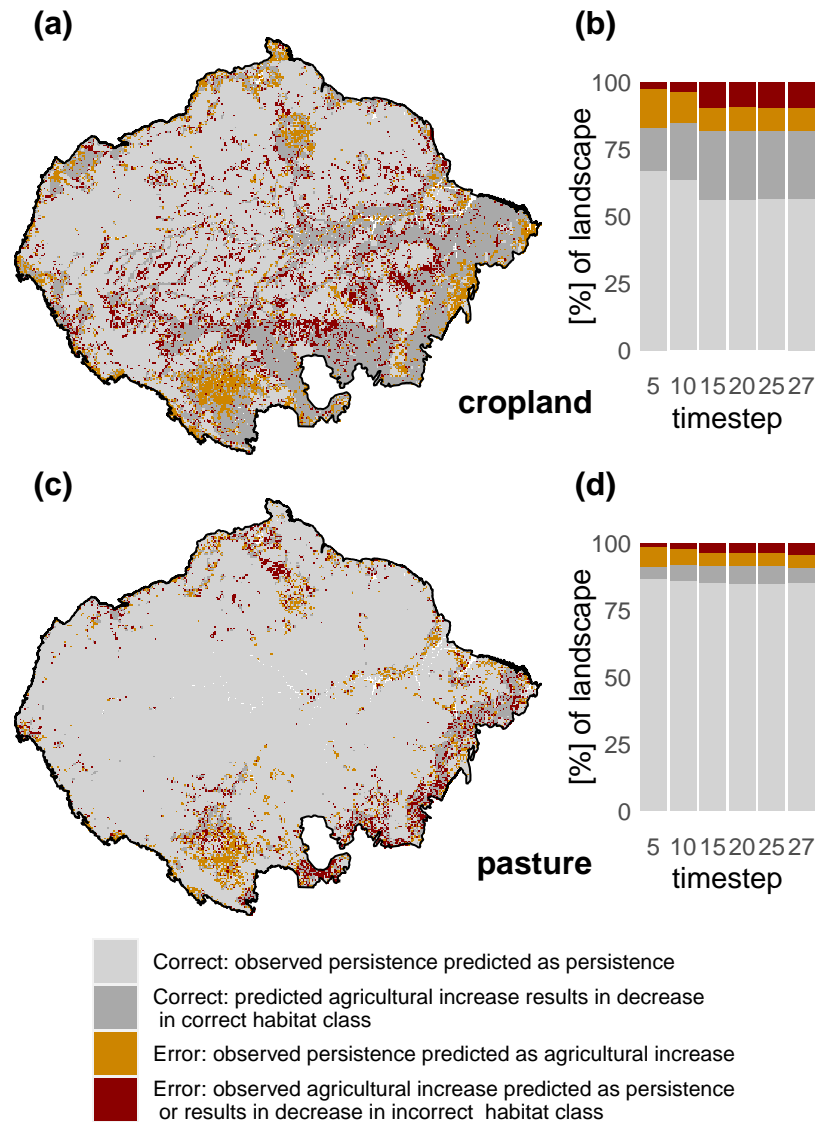 (a)
(b)
100
75
50
25
0
[%] of landscape
5 10 15 20 25 27
timestep
cropland
(c)
(d)
100
75
50
25
0
[%] of landscape
5 10 15 20 25 27
timestep
pasture
Correct: observed persistence predicted as persistence
Correct: predicted agricultural increase results in decrease
in correct habitat class
Error: observed persistence predicted as agricultural increase
Error: observed agricultural increase predicted as persistence
or results in decrease in incorrect habitat class